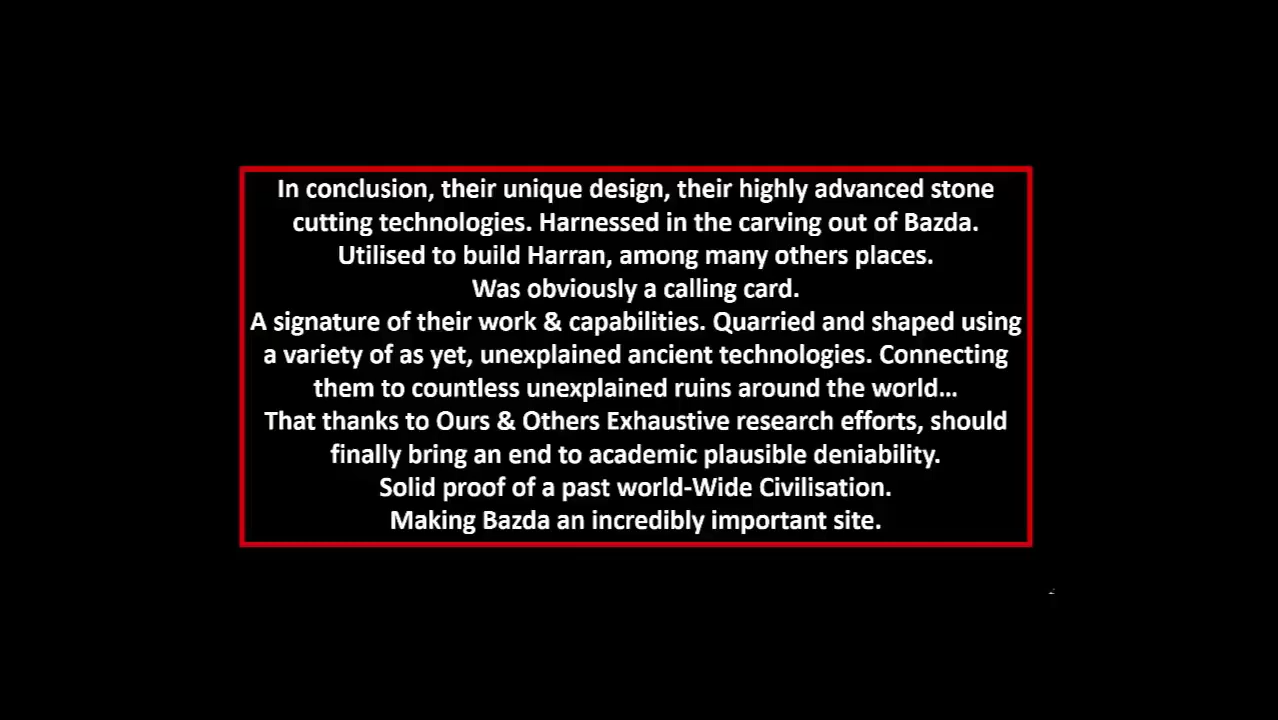 In conclusion, their unique design, their highly advanced stone
cutting technologies. Harnessed in the carving out of Bazda.
Utilised to build Harran, among many others places.
Was obviously a calling card.
A signature of their work & capabilities. Quarried and shaped using
a variety of as yet, unexplained ancient technologies. Connecting
them to countless unexplained ruins around the world...
That thanks to Ours & Others Exhaustive research efforts, should
finally bring an end to academic plausible deniability.
Solid proof of a past world-Wide Civilisation.
Making Bazda an incredibly important site.